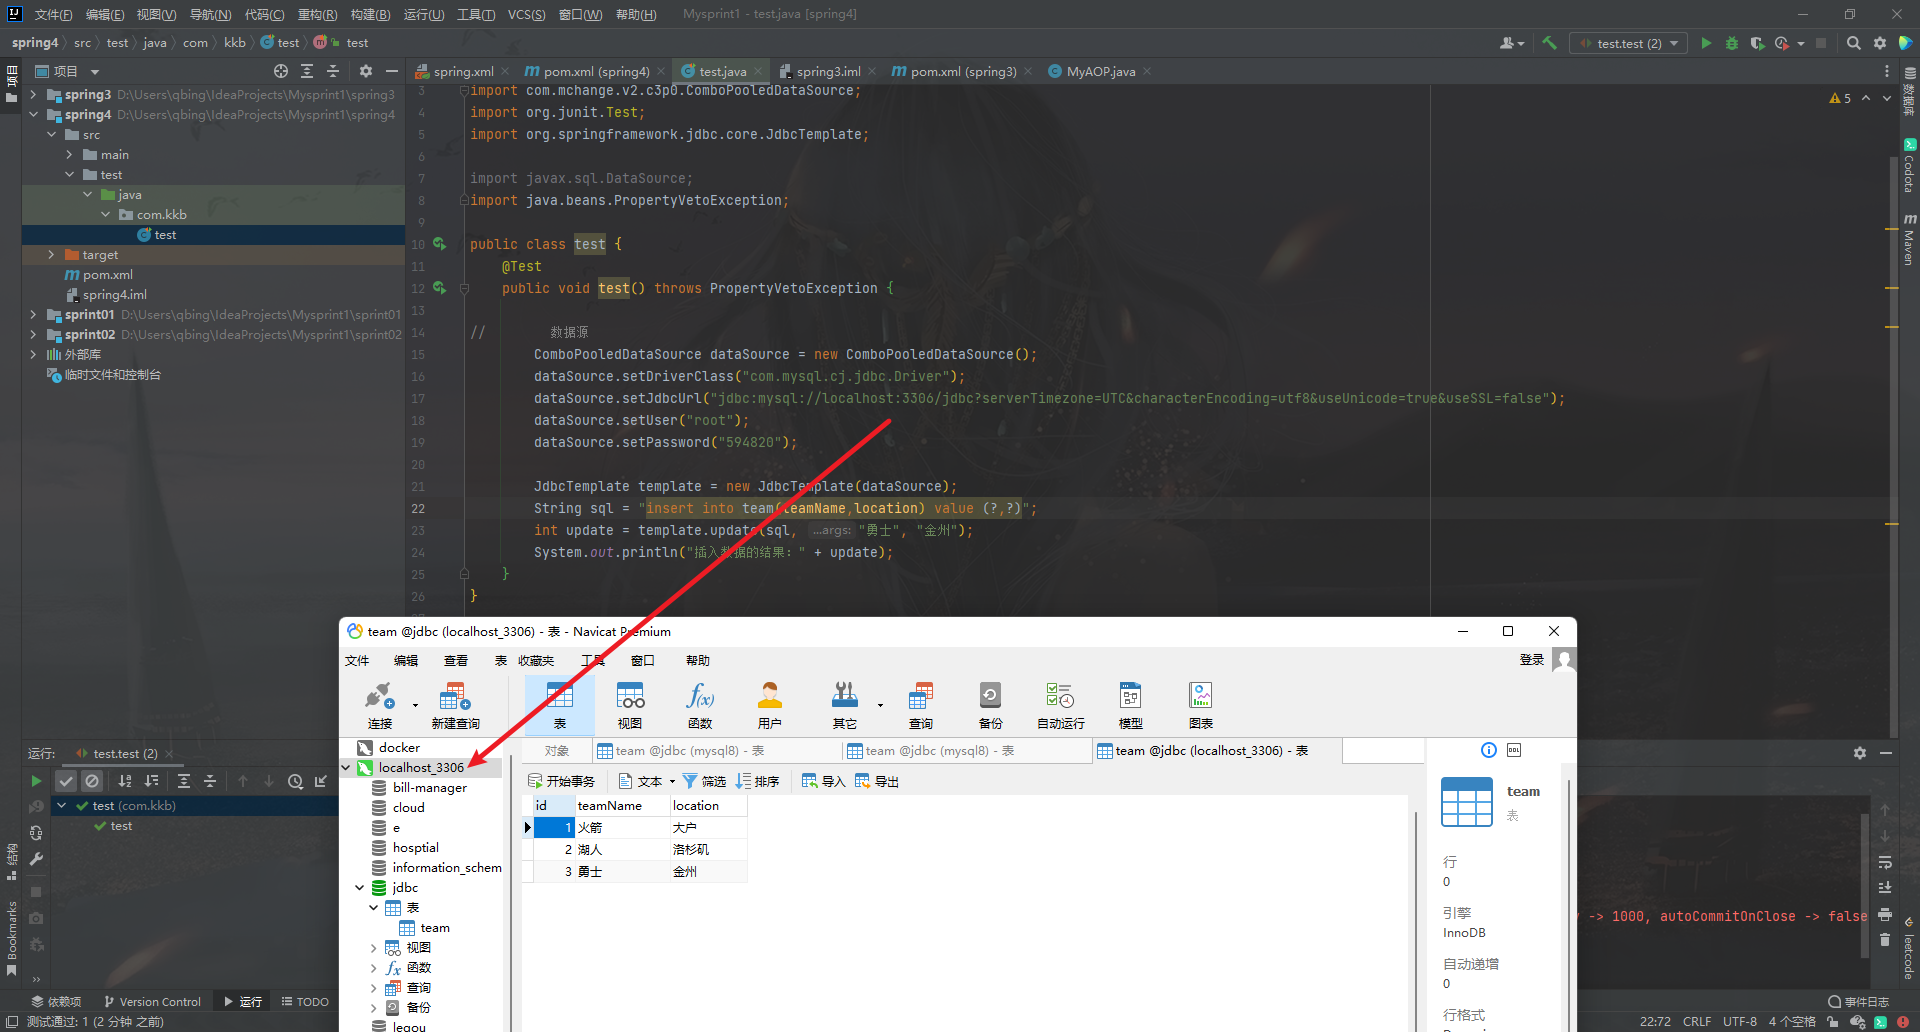 文件(F) 编辑(E) 视图(V) 导航(N) 代码(C) 重构(R) 构建(B) 运行(U) 工具(T) VCS(S) 窗口(W) 帮助(H) Mysprint1 - test.java [spring4]
spring4 src test java com kkb test test
test.test (2)
项目
spring.xml pom.xml (spring4) test.java spring3.iml pom.xml (spring3) MyAOP.java
项目
spring3 D:\Users\qbing\IdeaProjects\Mysprint1\spring3
spring4 D:\Users\qbing\IdeaProjects\Mysprint1\spring4
src
main
test
java
com.kkb
test
target
pom.xml
spring4.iml
sprint01 D:\Users\qbing\IdeaProjects\Mysprint1\sprint01
sprint02 D:\Users\qbing\IdeaProjects\Mysprint1\sprint02
外部库
临时文件和控制台
3 import com.mchange.v2.c3p0.ComboPooledDataSource;
4 import org.junit.Test;
5 import org.springframework.jdbc.core.JdbcTemplate;
6
7 import javax.sql.DataSource;
8 import java.beans.PropertyVetoException;
9
10 public class test {
11 @Test
12 public void test() throws PropertyVetoException {
13
14 // 数据源
15 ComboPooledDataSource dataSource = new ComboPooledDataSource();
16 dataSource.setDriverClass("com.mysql.cj.jdbc.Driver");
17 dataSource.setJdbcUrl("jdbc:mysql://localhost:3306/jdbc?serverTimezone=UTC&characterEncoding=utf8&useUnicode=true&useSSL=false");
18 dataSource.setUser("root");
19 dataSource.setPassword("594820");
20
21 JdbcTemplate template = new JdbcTemplate(dataSource);
22 String sql = "insert into team(teamName,location) value (?,?)";
23 int update = template.update(sql, ...args: "勇士", "金州");
24 System.out.println("插入数据的结果: " + update);
25 }
26 }
5
数据库
Codota
Maven
team @jdbc (localhost_3306) - 表 - Navicat Premium
文件 编辑 查看 表 收藏夹 工具 窗口 帮助 登录
连接 新建查询 表 视图 函数 用户 其它 查询 备份 自动运行 模型 图表
对象 team @jdbc (mysql8) - 表 team @jdbc (mysql8) - 表 team @jdbc (localhost_3306) - 表
开始事务 文本 筛选 排序 导入 导出
docker
localhost_3306
bill-manager
cloud
e
hosptial
information_schem
jdbc
表
team
视图
函数
查询
备份
legou
id teamName location
1 火箭 大户
2 湖人 洛杉矶
3 勇士 金州
DDL
team
表
行
0
引擎
InnoDB
自动递增
0
行格式
运行: test.test (2)
test (com.kkb)
test
结构
Bookmarks
-> 1000, autoCommitOnClose -> false
leetcode
依赖项 Version Control 运行 TODO
事件日志
测试通过: 1 (2 分钟 之前)
22:72 CRLF UTF-8 4 个空格